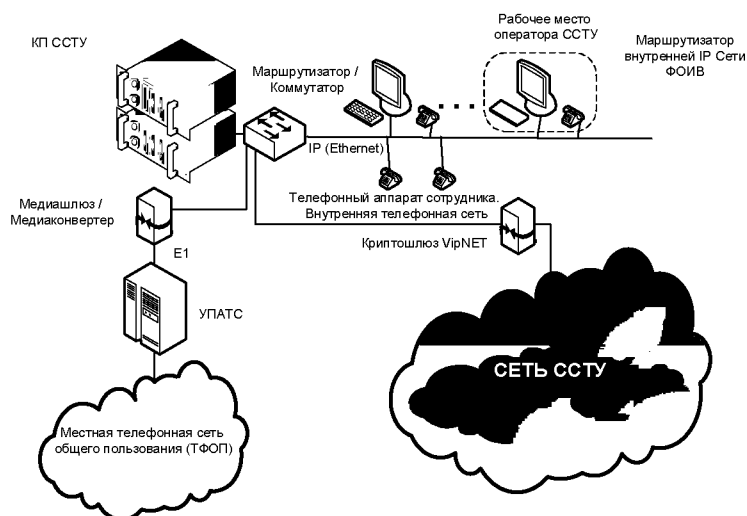 Рабочее место
оператора ССТУ
КП ССТУ
Маршрутизатор
внутренней IP Сети
ФОИВ
Маршрутизатор /
Коммутатор
IP (Ethernet)
Телефонный аппарат сотрудника.
Внутренняя телефонная сеть
Медиашлюз /
Медиаконвертер
Криптошлюз VipNET
E1
УПАТС
СЕТЬ ССТУ
Местная телефонная сеть
общего пользования (ТФОП)